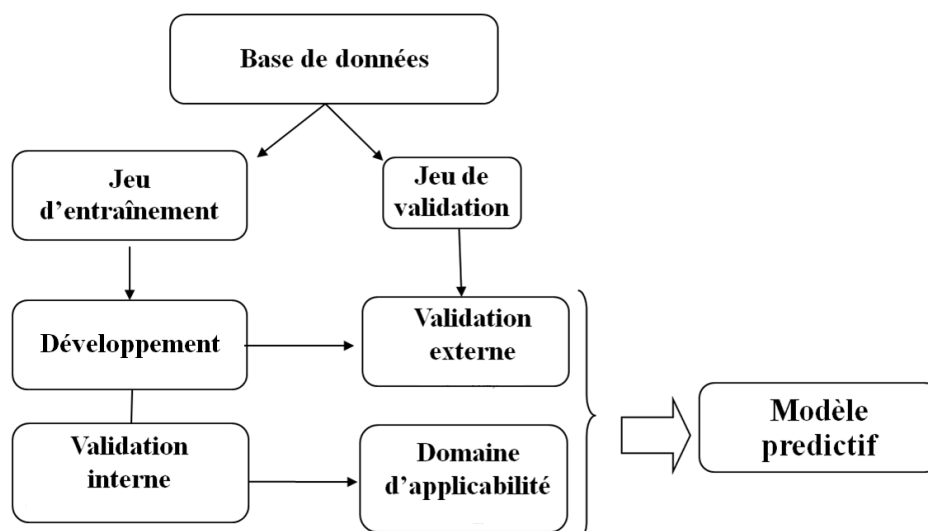 Base de données
Jeu
d’entraînement
Jeu de
validation
Développement
Validation
externe
Validation
interne
Domaine
d’applicabilité
Modèle
predictif